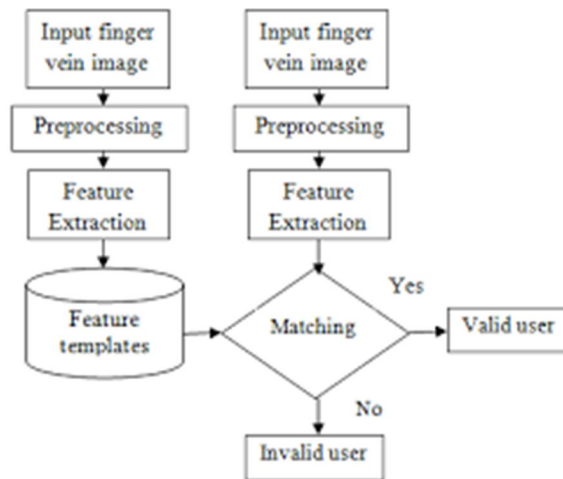 Input finger
vein image
Preprocessing
Feature
Extraction
Feature
templates
Input finger
vein image
Preprocessing
Feature
Extraction
Matching
Yes
Valid user
No
Invalid user